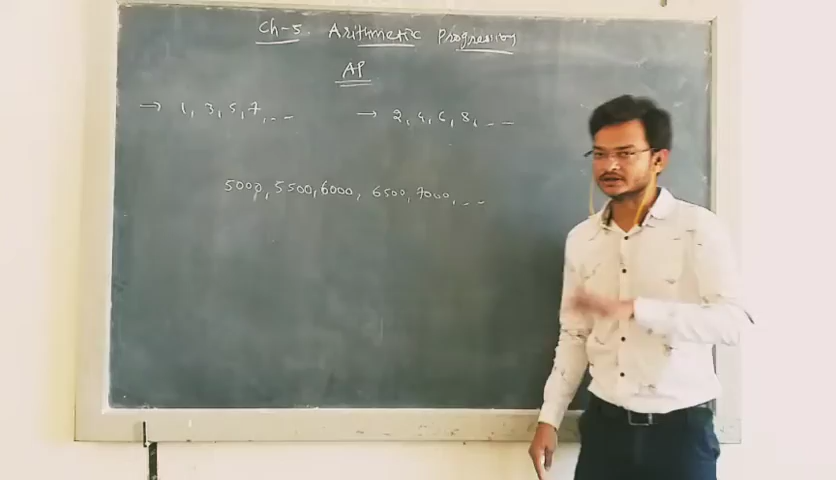 Ch-5. Arithmetic Progression
AP
→ 1, 3, 5, 7, - - → 2, 4, 6, 8, - -
5000, 5500, 6000, 6500, 7000, - -